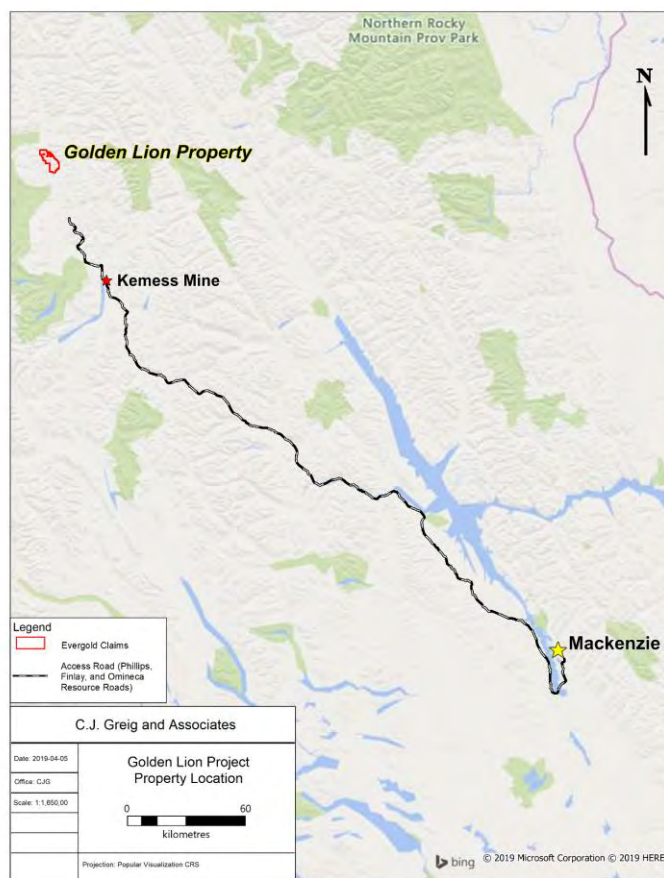 Northern Rocky
Mountain Prov Park
N
Golden Lion Property
Kemess Mine
Mackenzie
Legend
Evergold Claims
Access Road (Phillips,
Finlay, and Omineca
Resource Roads)
C.J. Greig and Associates
Date: 2019-04-05
Office: CJG
Scale: 1:1,650,00
Golden Lion Project
Property Location
0 60
kilometres
Projection: Popular Visualization CRS
bing © 2019 Microsoft Corporation © 2019 HERE